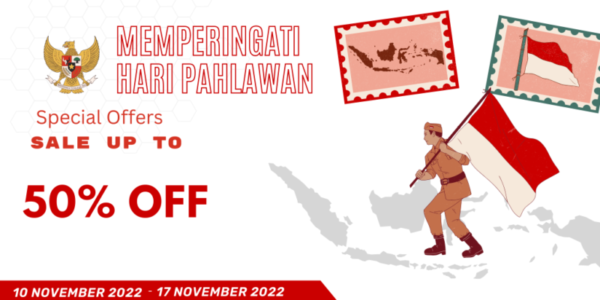 MEMPERINGATI
HARI PAHLAWAN
Special Offers
SALE UP TO
50% OFF
10 NOVEMBER 2022 - 17 NOVEMBER 2022